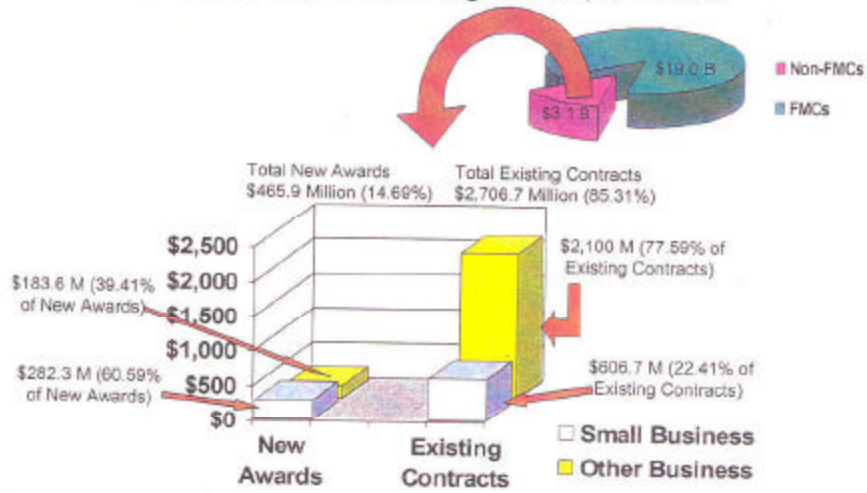 $19.0 B
$3.1 B
Non-FMCs
FMCs
Total New Awards
$465.9 Million (14.69%)
Total Existing Contracts
$2,706.7 Million (85.31%)
$2,500
$2,000
$1,500
$1,000
$500
$0
$183.6 M (39.41%
of New Awards)
$282.3 M (60.59%
of New Awards)
$2,100 M (77.59% of
Existing Contracts)
$606.7 M (22.41% of
Existing Contracts)
New
Awards
Existing
Contracts
Small Business
Other Business